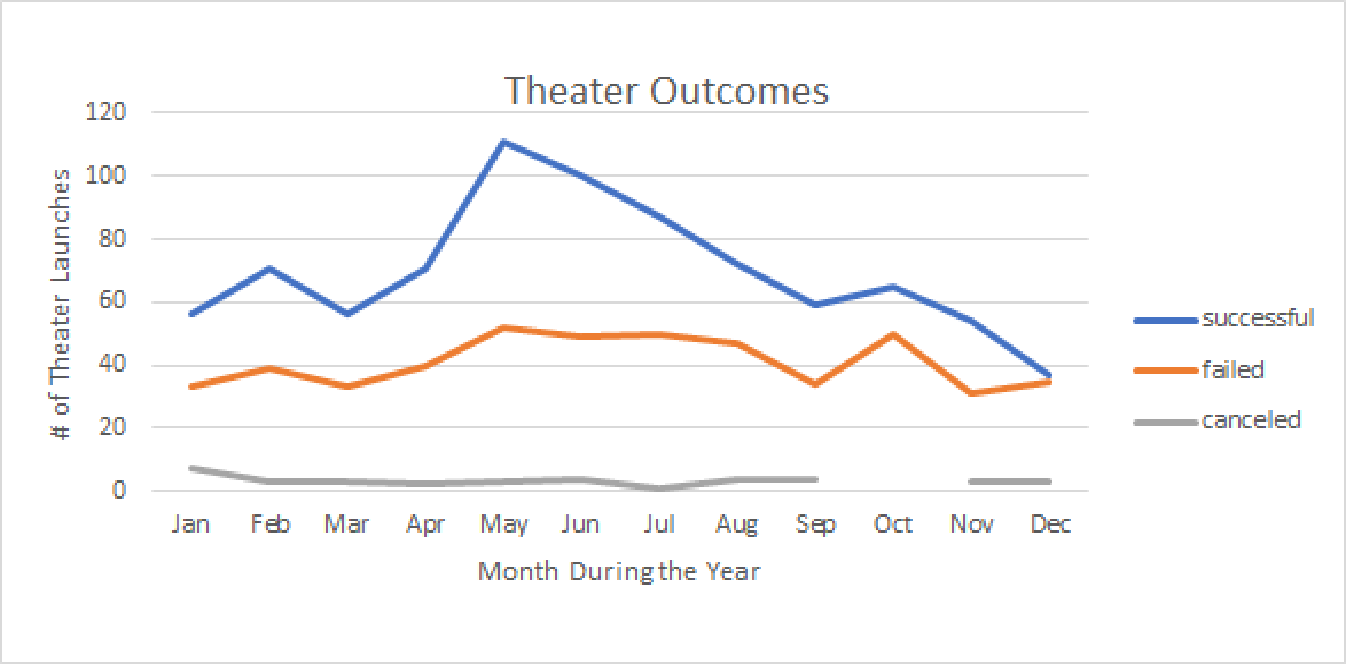 Theater Outcomes
120
100
80
60
40
20
0
# of Theater Launches
Jan Feb Mar Apr May Jun Jul Aug Sep Oct Nov Dec
Month During the Year
successful
failed
canceled